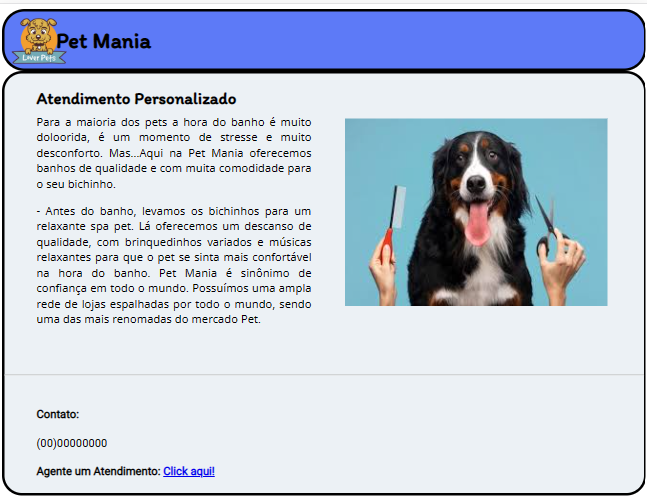 Lover Pets
Pet Mania
Atendimento Personalizado
Para a maioria dos pets a hora do banho é muito
doloorida, é um momento de stresse e muito
desconforto. Mas...Aqui na Pet Mania oferecemos
banhos de qualidade e com muita comodidade para
o seu bichinho.
- Antes do banho, levamos os bichinhos para um
relaxante spa pet. Lá oferecemos um descanso de
qualidade, com brinquedinhos variados e músicas
relaxantes para que o pet se sinta mais confortável
na hora do banho. Pet Mania é sinônimo de
confiança em todo o mundo. Possuímos uma ampla
rede de lojas espalhadas por todo o mundo, sendo
uma das mais renomadas do mercado Pet.
Contato:
(00)00000000
Agente um Atendimento: Click aqui!